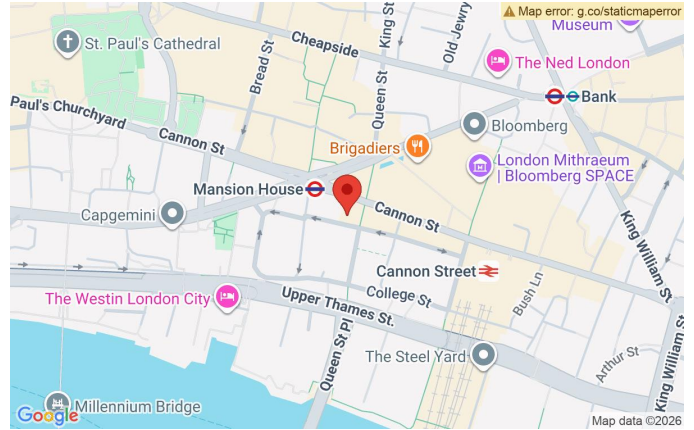 Map error: g.co/staticmaperror
King St
Old Jewry
Museum
St. Paul's Cathedral
Cheapside
The Ned London
Bread St
Queen St
Bank
Paul's Churchyard
Cannon St
Brigadiers
Bloomberg
London Mithraeum
| Bloomberg SPACE
Mansion House
Capgemini
Cannon St
King William St
Cannon Street
Bush Ln
The Westin London City
College St
Upper Thames St.
Queen St Pl
The Steel Yard
Arthur St
King William St
Millennium Bridge
Google
Map data ©2026